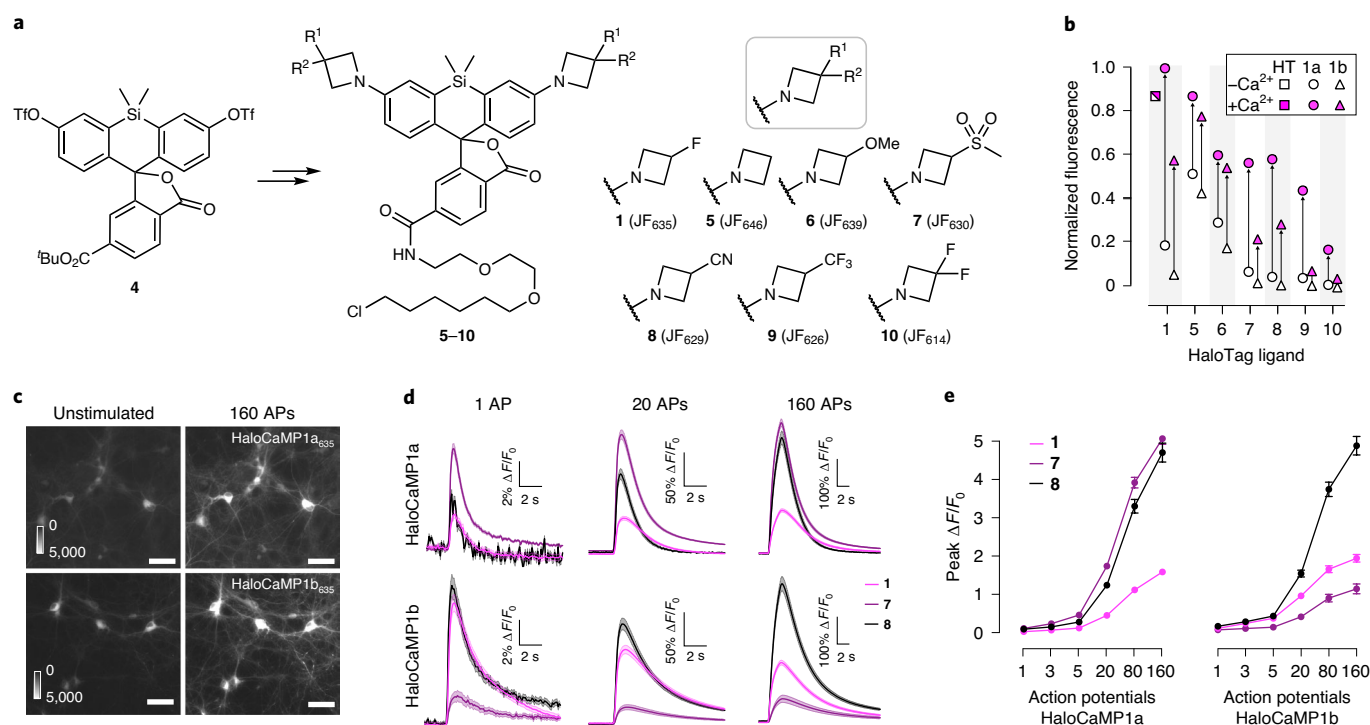 a
TfO
Si
OTf
O
O
ᵗBuO₂C
4
R¹
R²
N
Si
N
R¹
R²
O
O
O
HN
O
O
Cl
5–10
R¹
R²
N
F
N
1 (JF₆₃₅)
N
5 (JF₆₄₆)
OMe
N
6 (JF₆₃₉)
O O
S
N
7 (JF₆₃₀)
CN
N
8 (JF₆₂₉)
CF₃
N
9 (JF₆₂₆)
F
F
N
10 (JF₆₁₄)
b
HT 1a 1b
−Ca²⁺
+Ca²⁺
Normalized fluorescence
1.0
0.8
0.6
0.4
0.2
0
1 5 6 7 8 9 10
HaloTag ligand
c
Unstimulated
160 APs
HaloCaMP1a₆₃₅
0
5,000
HaloCaMP1b₆₃₅
0
5,000
d
1 AP
20 APs
160 APs
HaloCaMP1a
2% ΔF/F₀
2 s
50% ΔF/F₀
2 s
100% ΔF/F₀
2 s
HaloCaMP1b
2% ΔF/F₀
2 s
50% ΔF/F₀
2 s
100% ΔF/F₀
2 s
1
7
8
e
1
7
8
Peak ΔF/F₀
5
4
3
2
1
0
1 3 5 20 80 160
Action potentials
HaloCaMP1a
1 3 5 20 80 160
Action potentials
HaloCaMP1b